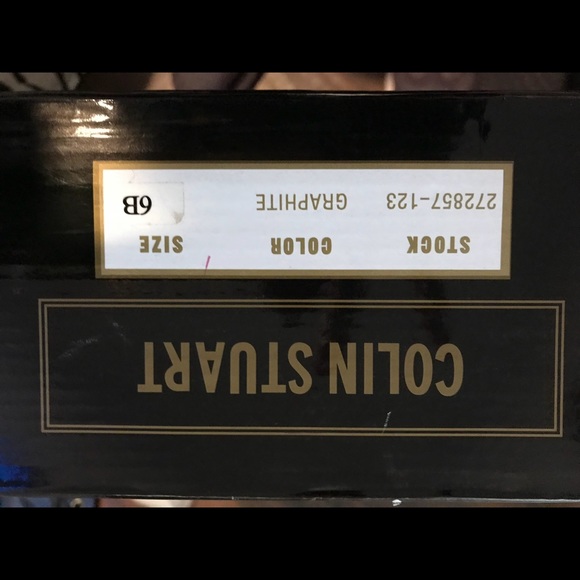 COLIN STUART
STOCK COLOR SIZE
272857-123 GRAPHITE 6B